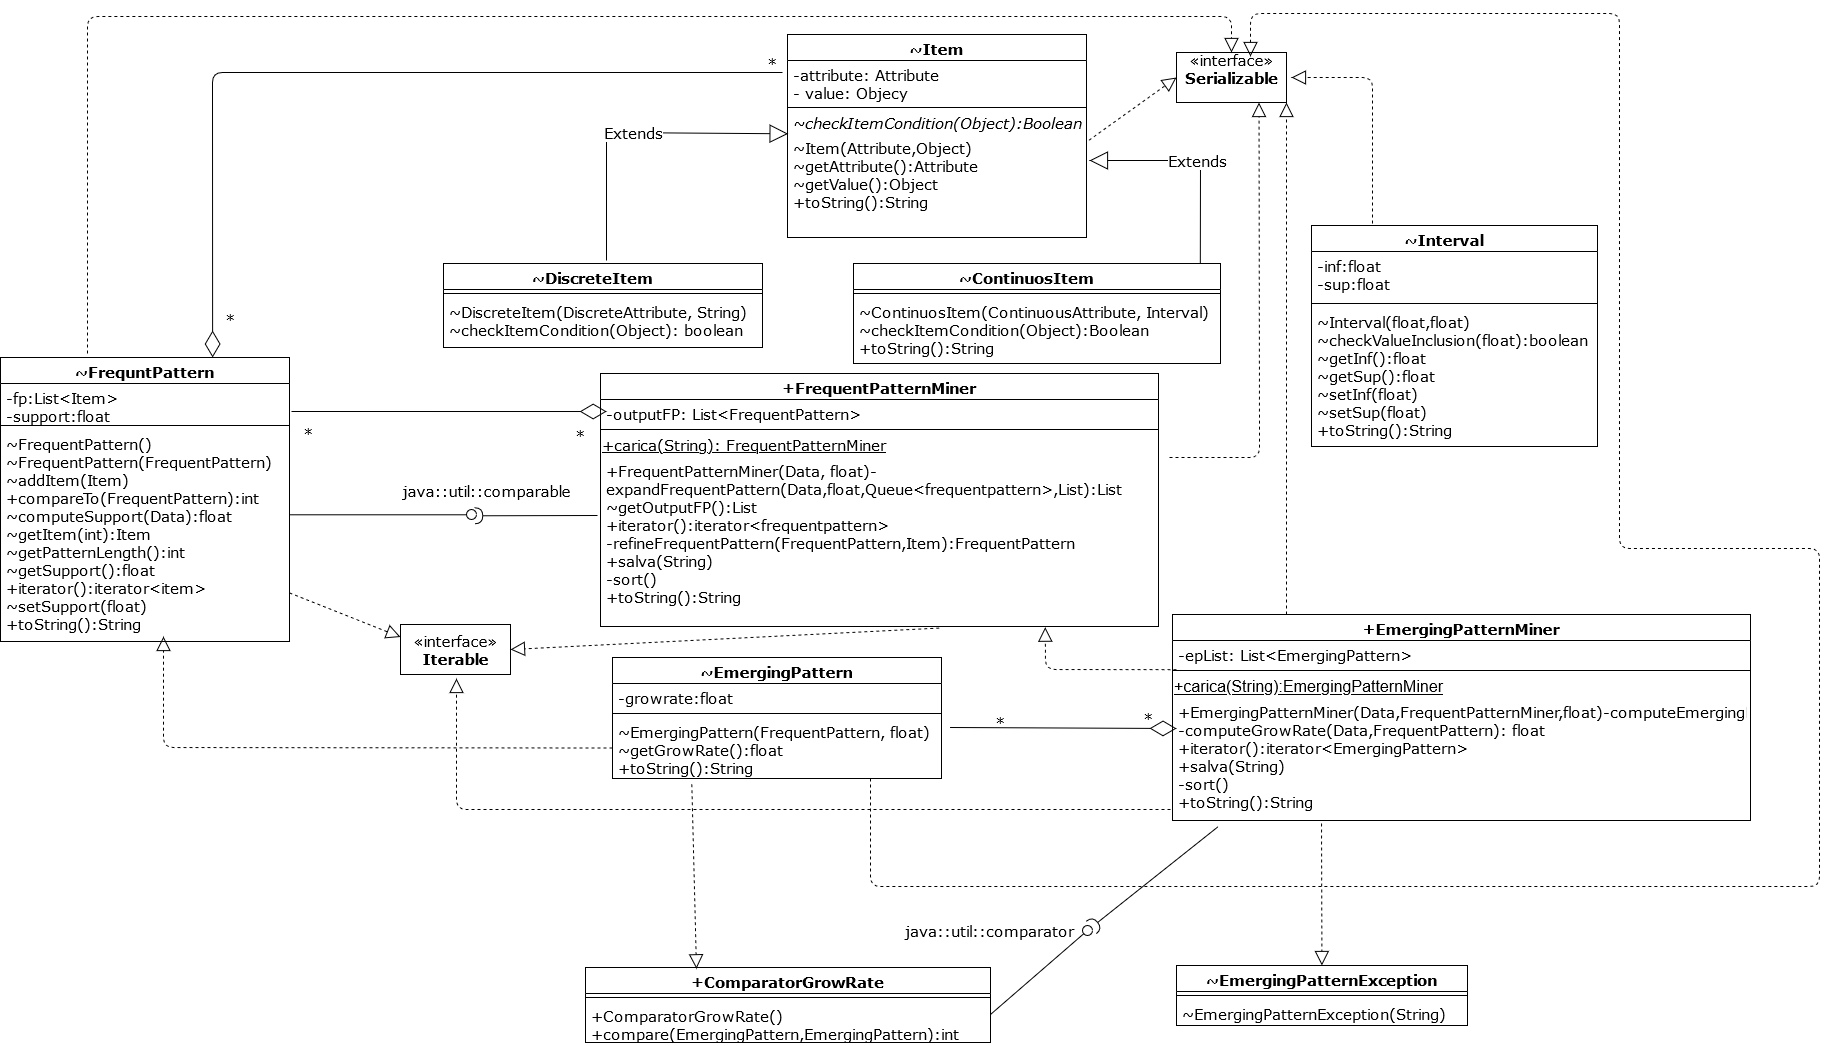 ~Item
-attribute: Attribute
- value: Objecy
~checkItemCondition(Object):Boolean
~Item(Attribute,Object)
~getAttribute():Attribute
~getValue():Object
+toString():String
«interface»
Serializable
*
*
Extends
Extends
~DiscreteItem
~DiscreteItem(DiscreteAttribute, String)
~checkItemCondition(Object): boolean
~ContinuosItem
~ContinuosItem(ContinuousAttribute, Interval)
~checkItemCondition(Object):Boolean
+toString():String
~Interval
-inf:float
-sup:float
~Interval(float,float)
~checkValueInclusion(float):boolean
~getInf():float
~getSup():float
~setInf(float)
~setSup(float)
+toString():String
~FrequntPattern
-fp:List<Item>
-support:float
~FrequentPattern()
~FrequentPattern(FrequentPattern)
~addItem(Item)
+compareTo(FrequentPattern):int
~computeSupport(Data):float
~getItem(int):Item
~getPatternLength():int
~getSupport():float
+iterator():iterator<item>
~setSupport(float)
+toString():String
*
*
java::util::comparable
+FrequentPatternMiner
-outputFP: List<FrequentPattern>
+carica(String): FrequentPatternMiner
+FrequentPatternMiner(Data, float)-
expandFrequentPattern(Data,float,Queue<frequentpattern>,List):List
~getOutputFP():List
+iterator():iterator<frequentpattern>
-refineFrequentPattern(FrequentPattern,Item):FrequentPattern
+salva(String)
-sort()
+toString():String
«interface»
Iterable
~EmergingPattern
-growrate:float
~EmergingPattern(FrequentPattern, float)
~getGrowRate():float
+toString():String
*
*
+EmergingPatternMiner
-epList: List<EmergingPattern>
+carica(String):EmergingPatternMiner
+EmergingPatternMiner(Data,FrequentPatternMiner,float)-computeEmerging
-computeGrowRate(Data,FrequentPattern): float
+iterator():iterator<EmergingPattern>
+salva(String)
-sort()
+toString():String
java::util::comparator
+ComparatorGrowRate
+ComparatorGrowRate()
+compare(EmergingPattern,EmergingPattern):int
~EmergingPatternException
~EmergingPatternException(String)